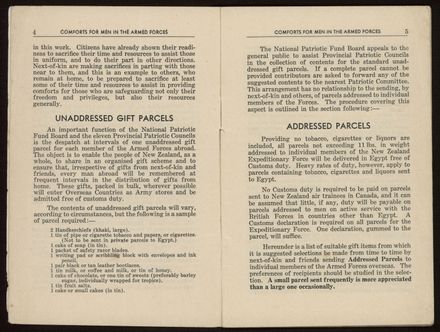 4 COMFORTS FOR MEN IN THE ARMED FORCES
in this work. Citizens have already shown their readi-
ness to sacrifice their time and resources to assist those
in uniform, and to do their part in other directions.
Next-of-kin are making sacrifices in parting with those
near to them, and this is an example to others, who
remain at home, to be prepared to sacrifice at least
some of their time and resources to assist in providing
comforts for those who are safeguarding not only their
freedom and privileges, but also their resources
generally.
UNADDRESSED GIFT PARCELS
An important function of the National Patriotic
Fund Board and the eleven Provincial Patriotic Councils
is the despatch at intervals of one unaddressed gift
parcel for each member of the Armed Forces abroad.
The object is to enable the people of New Zealand, as a
whole, to share in an organised gift scheme and to
ensure that, irrespective of gifts from next-of-kin and
friends, every man abroad will be remembered at
frequent intervals in the distribution of gifts from
home. These gifts, packed in bulk, wherever possible
will enter Overseas Countries as Army stores and be
admitted free of customs duty.
The contents of unaddressed gift parcels will vary,
according to circumstances, but the following is a sample
of parcel required:—
2 Handkerchiefs (khaki, large).
1 tin of pipe or cigarette tobacco and papers, or cigarettes.
(Not to be sent in private parcels to Egypt.)
1 cake of soap (in tin).
1 packet of safety razor blades.
1 writing pad or scribbling block with envelopes and ink
pencil.
1 pair black or tan leather bootlaces.
1 tin milk, or coffee and milk, or tin of honey.
1 cake of chocolate, or one tin of sweets (preferably barley
sugar, individually wrapped for tropics).
1 tin fruit salts.
1 cake or small cakes (in tin).
COMFORTS FOR MEN IN THE ARMED FORCES 5
The National Patriotic Fund Board appeals to the
general public to assist Provincial Patriotic Councils
in the collection of contents for the standard unad-
dressed gift parcels. If a complete parcel cannot be
provided contributors are asked to forward any of the
suggested contents to the nearest Patriotic Committee.
This arrangement has no relationship to the sending, by
next-of-kin and others, of parcels addressed to individual
members of the Forces. The procedure covering this
aspect is outlined in the section following:—
ADDRESSED PARCELS
Providing no tobacco, cigarettes or liquors are
included, all parcels not exceeding 11 lbs. in weight
addressed to individual members of the New Zealand
Expeditionary Force will be delivered in Egypt free of
Customs duty. Heavy rates of duty, however, apply to
parcels containing tobacco, cigarettes and liquors sent
to Egypt.
No Customs duty is required to be paid on parcels
sent to New Zealand air trainees in Canada, and it can
be assumed that little, if any, duty will be payable on
parcels addressed to men on active service with the
British Forces in countries other than Egypt. A
Customs declaration is required on all parcels for the
Expeditionary Force. One declaration, gummed to the
parcel, will suffice.
Hereunder is a list of suitable gift items from which
it is suggested selections be made from time to time by
next-of-kin and friends sending Addressed Parcels to
individual members of the Armed Forces overseas. The
preferences of recipients should be studied in the selec-
tion. A small parcel sent frequently is more appreciated
than a large one occasionally.